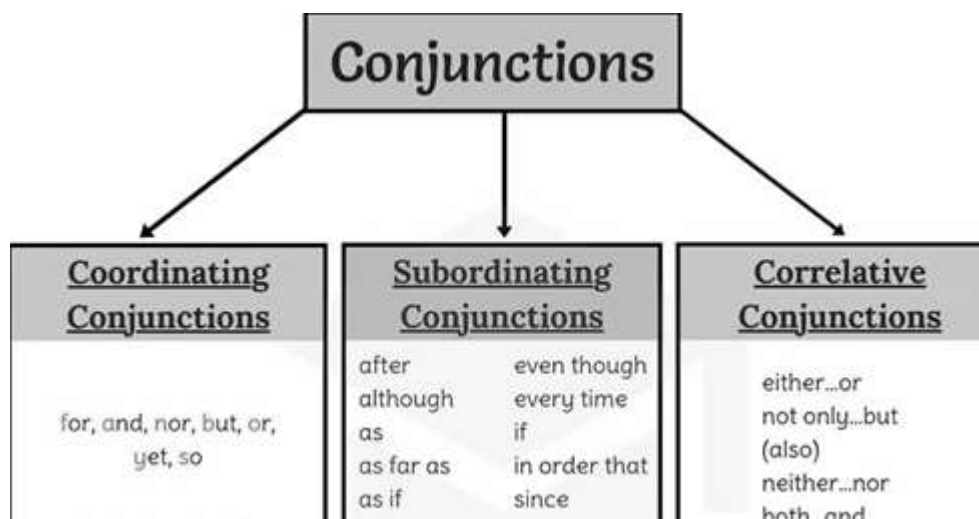 Conjunctions
Coordinating
Conjunctions
for, and, nor, but, or,
yet, so
Subordinating
Conjunctions
after
although
as
as far as
as if
even though
every time
if
in order that
since
Correlative
Conjunctions
either...or
not only...but
(also)
neither...nor
both...and